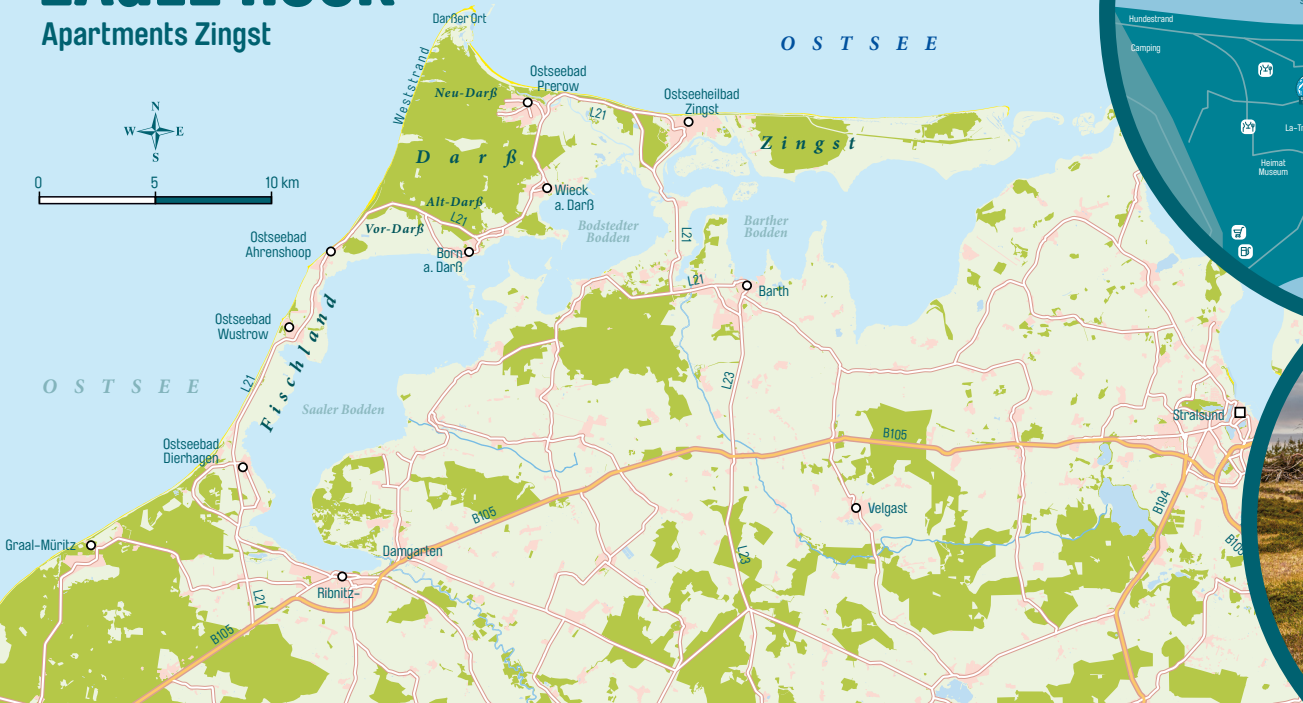 Apartments Zingst
Darßer Ort
OSTSEE
Hundestrand
Camping
Weststrand
Neu-Darß
Ostseebad
Prerow
Ostseeheilbad
Zingst
L21
N
W
E
S
Darß
Zingst
Heimat
Museum
0
5
10 km
Alt-Darß
L21
Wieck
a. Darß
Vor-Darß
Bodstedter
Bodden
Barther
Bodden
L21
Ostseebad
Ahrenshoop
Born
a. Darß
L21
Barth
Fischland
Ostseebad
Wustrow
OSTSEE
L21
L23
Saaler Bodden
Stralsund
B105
Ostseebad
Dierhagen
B105
Velgast
B194
B105
Graal-Müritz
Damgarten
L23
Ribnitz-
L21
B105